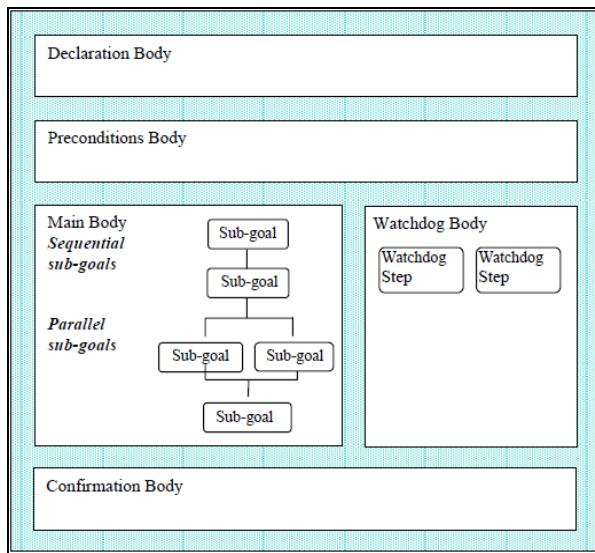 Declaration Body
Preconditions Body
Main Body
Sequential
sub-goals
Sub-goal
Sub-goal
Parallel
sub-goals
Sub-goal
Sub-goal
Sub-goal
Watchdog Body
Watchdog
Step
Watchdog
Step
Confirmation Body